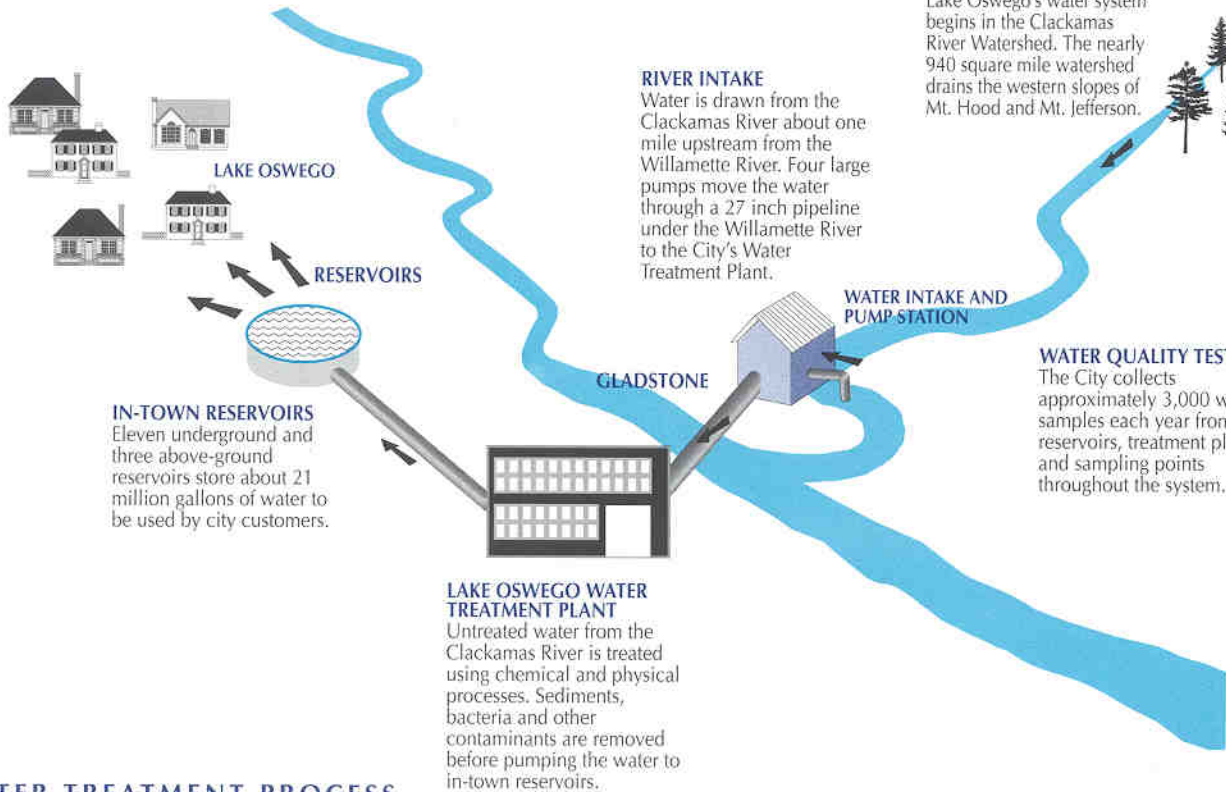 Lake Oswego's water system
begins in the Clackamas
River Watershed. The nearly
940 square mile watershed
drains the western slopes of
Mt. Hood and Mt. Jefferson.
RIVER INTAKE
Water is drawn from the
Clackamas River about one
mile upstream from the
Willamette River. Four large
pumps move the water
through a 27 inch pipeline
under the Willamette River
to the City's Water
Treatment Plant.
LAKE OSWEGO
RESERVOIRS
WATER INTAKE AND
PUMP STATION
GLADSTONE
WATER QUALITY
The City collects
approximately 3,000
samples each year
reservoirs, treatment
and sampling points
throughout the system.
IN-TOWN RESERVOIRS
Eleven underground and
three above-ground
reservoirs store about 21
million gallons of water to
be used by city customers.
LAKE OSWEGO WATER
TREATMENT PLANT
Untreated water from the
Clackamas River is treated
using chemical and physical
processes. Sediments,
bacteria and other
contaminants are removed
before pumping the water to
in-town reservoirs.
TREATMENT PROCESS